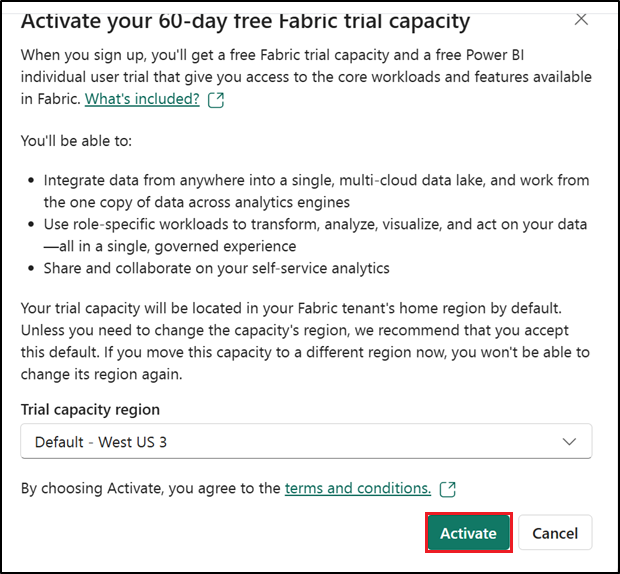 Activate your 60-day free Fabric trial capacity
When you sign up, you'll get a free Fabric trial capacity and a free Power BI
individual user trial that give you access to the core workloads and features available
in Fabric. What's included?
You'll be able to:
• Integrate data from anywhere into a single, multi-cloud data lake, and work from
the one copy of data across analytics engines
• Use role-specific workloads to transform, analyze, visualize, and act on your data
—all in a single, governed experience
• Share and collaborate on your self-service analytics
Your trial capacity will be located in your Fabric tenant's home region by default.
Unless you need to change the capacity's region, we recommend that you accept
this default. If you move this capacity to a different region now, you won't be able to
change its region again.
Trial capacity region
Default - West US 3
By choosing Activate, you agree to the terms and conditions.
Activate Cancel